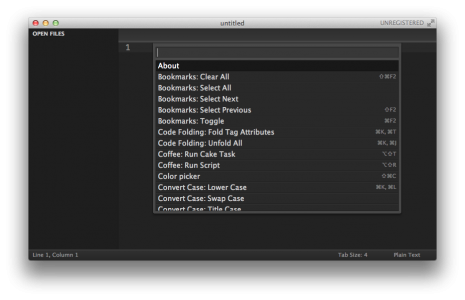 untitled
UNREGISTERED
OPEN FILES
1
About
Bookmarks: Clear All ⇧⌘F2
Bookmarks: Select All
Bookmarks: Select Next
Bookmarks: Select Previous ⇧F2
Bookmarks: Toggle ⌘F2
Code Folding: Fold Tag Attributes ⌘K, ⌘T
Code Folding: Unfold All ⌘K, ⌘J
Coffee: Run Cake Task ⌥⇧T
Coffee: Run Script ⌥⇧R
Color picker ⇧⌘C
Convert Case: Lower Case ⌘K, ⌘L
Convert Case: Swap Case
Convert Case: Title Case
Line 1, Column 1
Tab Size: 4
Plain Text